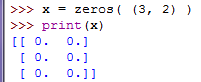 >>> x = zeros( (3, 2) )
>>> print(x)
[[ 0.  0.]
 [ 0.  0.]
 [ 0.  0.]]